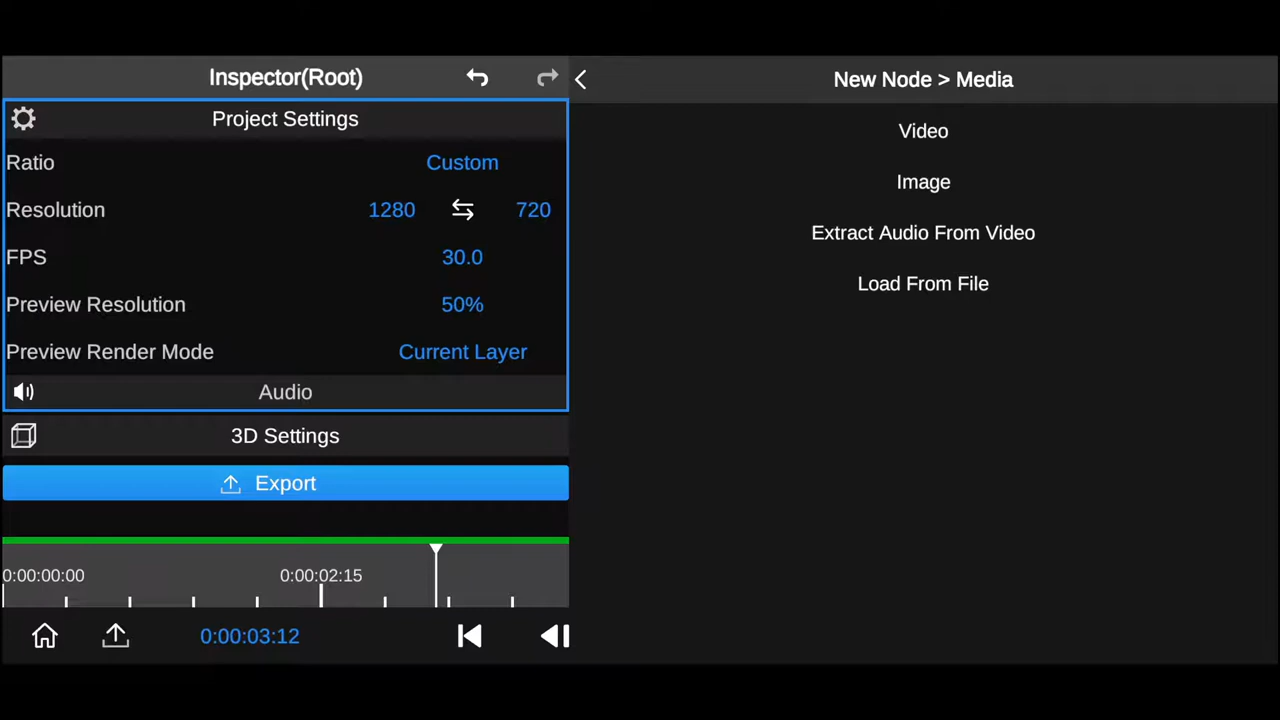 Inspector(Root)
Project Settings
Ratio Custom
Resolution 1280 720
FPS 30.0
Preview Resolution 50%
Preview Render Mode Current Layer
Audio
3D Settings
Export
0:00:00:00 0:00:02:15
0:00:03:12
New Node > Media
Video
Image
Extract Audio From Video
Load From File